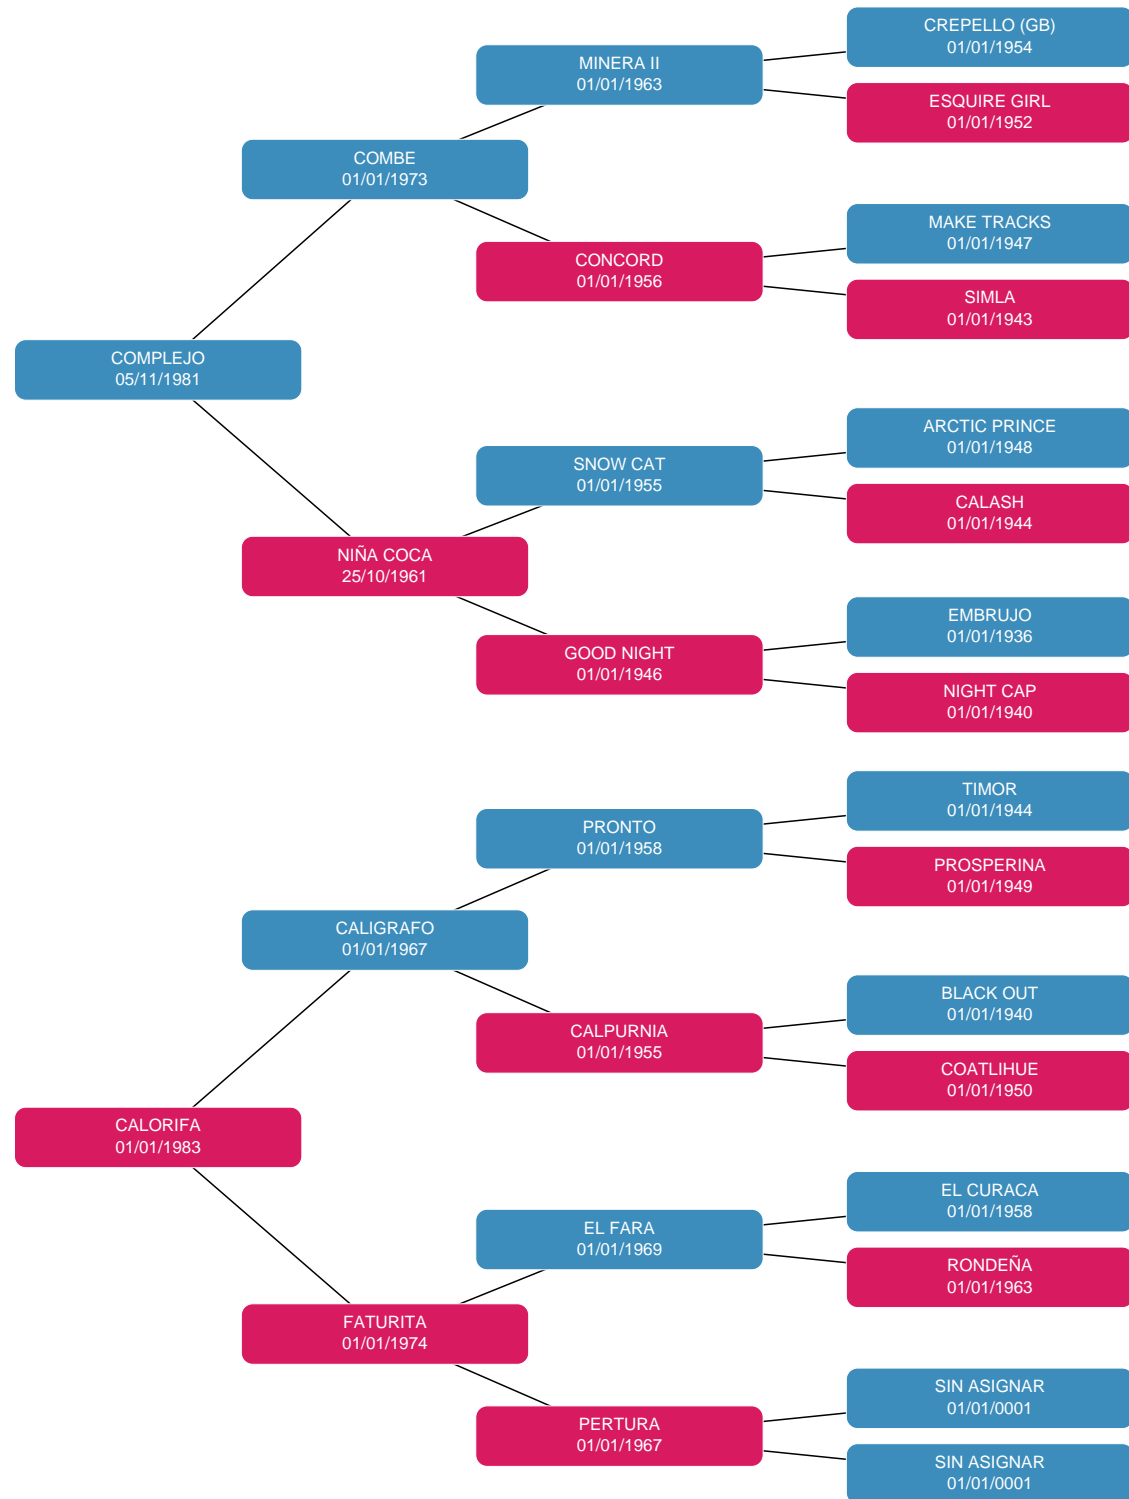 CREPELLO (GB)
01/01/1954
MINERA II
01/01/1963
ESQUIRE GIRL
01/01/1952
COMBE
01/01/1973
MAKE TRACKS
01/01/1947
CONCORD
01/01/1956
SIMLA
01/01/1943
COMPLEJO
05/11/1981
ARCTIC PRINCE
01/01/1948
SNOW CAT
01/01/1955
CALASH
01/01/1944
NIÑA COCA
25/10/1961
EMBRUJO
01/01/1936
GOOD NIGHT
01/01/1946
NIGHT CAP
01/01/1940
TIMOR
01/01/1944
PRONTO
01/01/1958
PROSPERINA
01/01/1949
CALIGRAFO
01/01/1967
BLACK OUT
01/01/1940
CALPURNIA
01/01/1955
COATLIHUE
01/01/1950
CALORIFA
01/01/1983
EL CURACA
01/01/1958
EL FARA
01/01/1969
RONDEÑA
01/01/1963
FATURITA
01/01/1974
SIN ASIGNAR
01/01/0001
PERTURA
01/01/1967
SIN ASIGNAR
01/01/0001